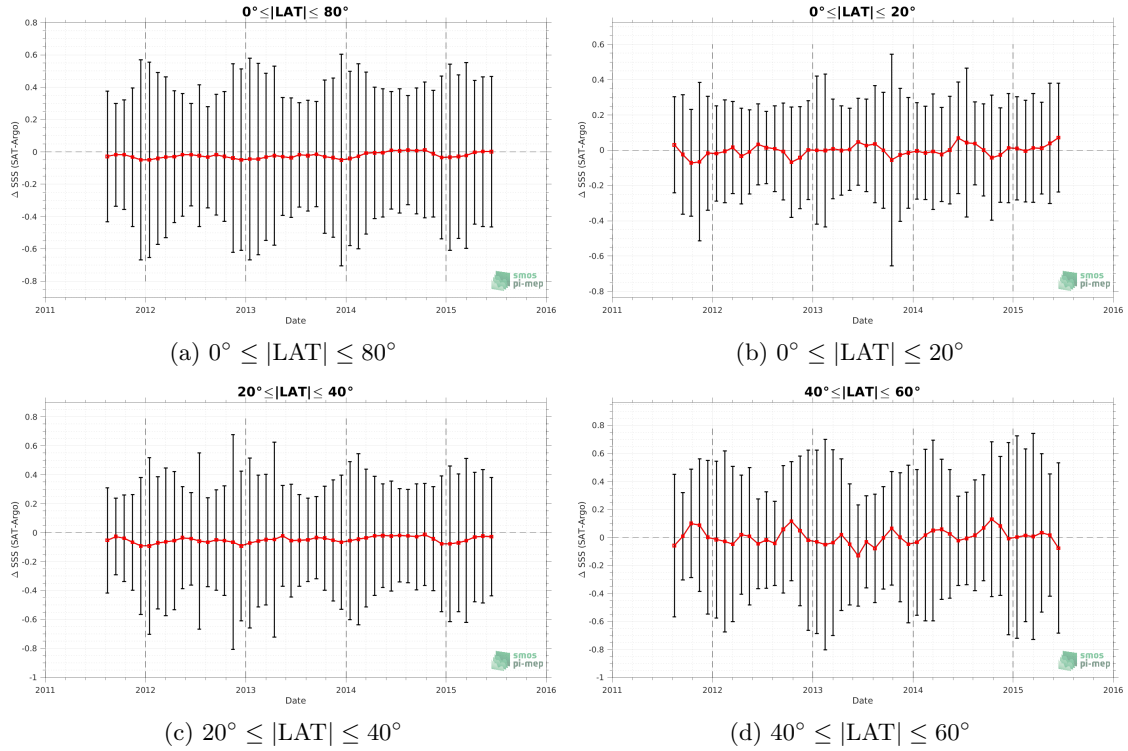 0°≤|LAT|≤ 80°
0.8
0.6
0.4
0.2
0
-0.2
-0.4
-0.6
-0.8
Δ SSS (SAT-Argo)
2011 2012 2013 2014 2015 2016
Date
smos
pi-mep
(a) 0° ≤ |LAT| ≤ 80°
0°≤|LAT|≤ 20°
0.6
0.4
0.2
0
-0.2
-0.4
-0.6
-0.8
Δ SSS (SAT-Argo)
2011 2012 2013 2014 2015 2016
Date
smos
pi-mep
(b) 0° ≤ |LAT| ≤ 20°
20°≤|LAT|≤ 40°
0.8
0.6
0.4
0.2
0
-0.2
-0.4
-0.6
-0.8
-1
Δ SSS (SAT-Argo)
2011 2012 2013 2014 2015 2016
Date
smos
pi-mep
(c) 20° ≤ |LAT| ≤ 40°
40°≤|LAT|≤ 60°
0.8
0.6
0.4
0.2
0
-0.2
-0.4
-0.6
-0.8
-1
Δ SSS (SAT-Argo)
2011 2012 2013 2014 2015 2016
Date
smos
pi-mep
(d) 40° ≤ |LAT| ≤ 60°